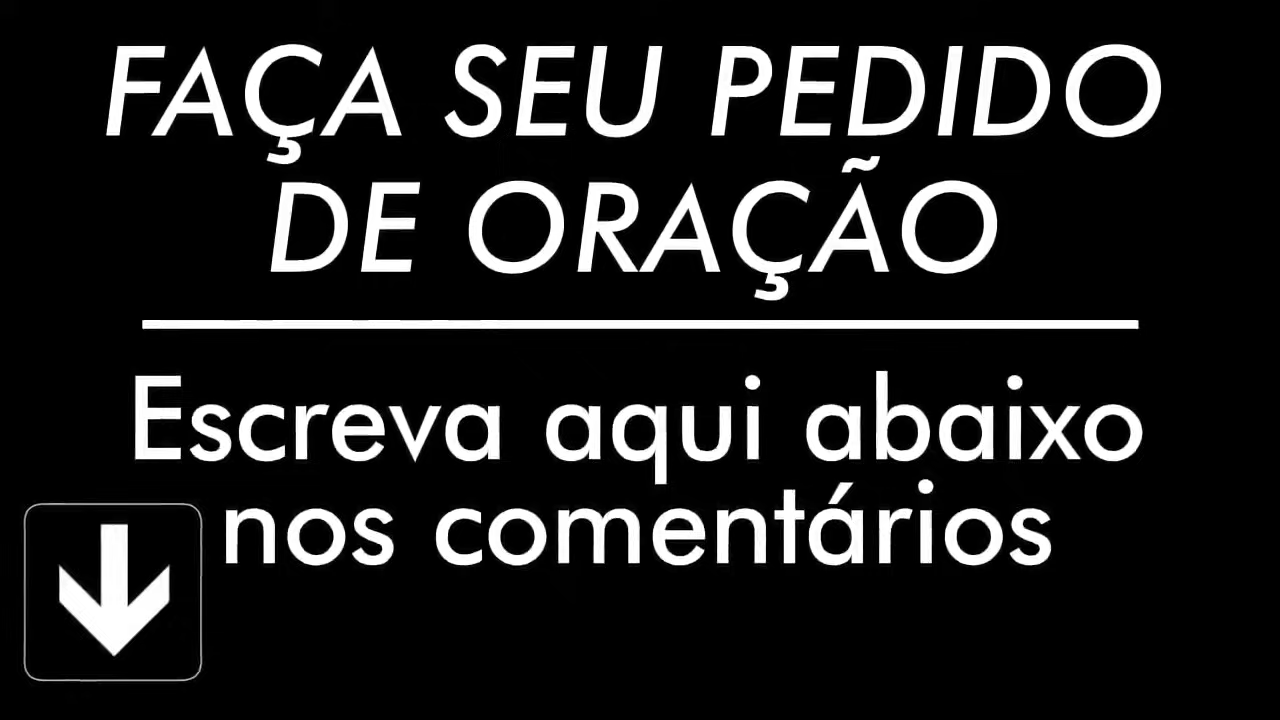 FAÇA SEU PEDIDO
DE ORAÇÃO
Escreva aqui abaixo
nos comentários